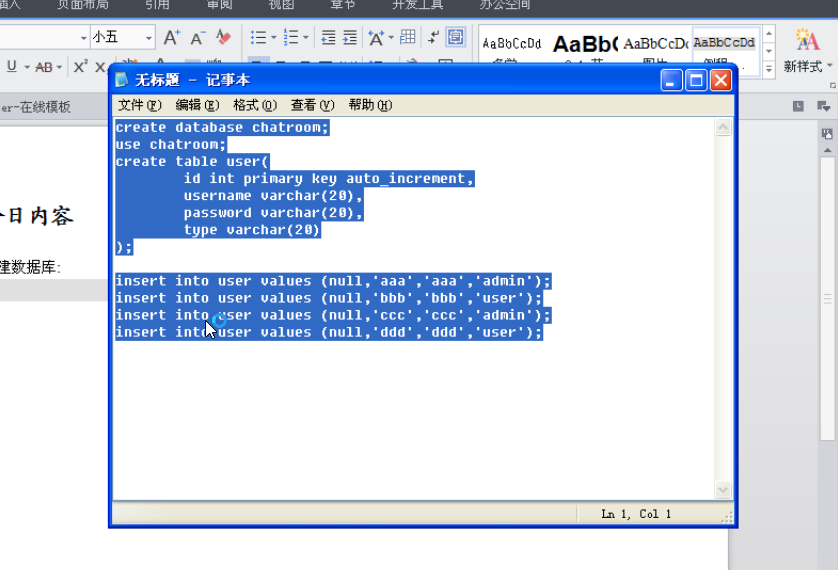 插入 页面布局 引用 审阅 视图 章节 开发工具 办公空间
小五 A⁺ A⁻ AaBbCcDd AaBb( AaBbCcD( AaBbCcDd
U AB X² X 新样式
无标题 - 记事本
er-在线模板 文件(F) 编辑(E) 格式(O) 查看(V) 帮助(H)
create database chatroom;
use chatroom;
create table user(
id int primary key auto_increment,
username varchar(20),
password varchar(20),
type varchar(20)
);
日内容
建数据库:
insert into user values (null,'aaa','aaa','admin');
insert into user values (null,'bbb','bbb','user');
insert into user values (null,'ccc','ccc','admin');
insert into user values (null,'ddd','ddd','user');
Ln 1, Col 1